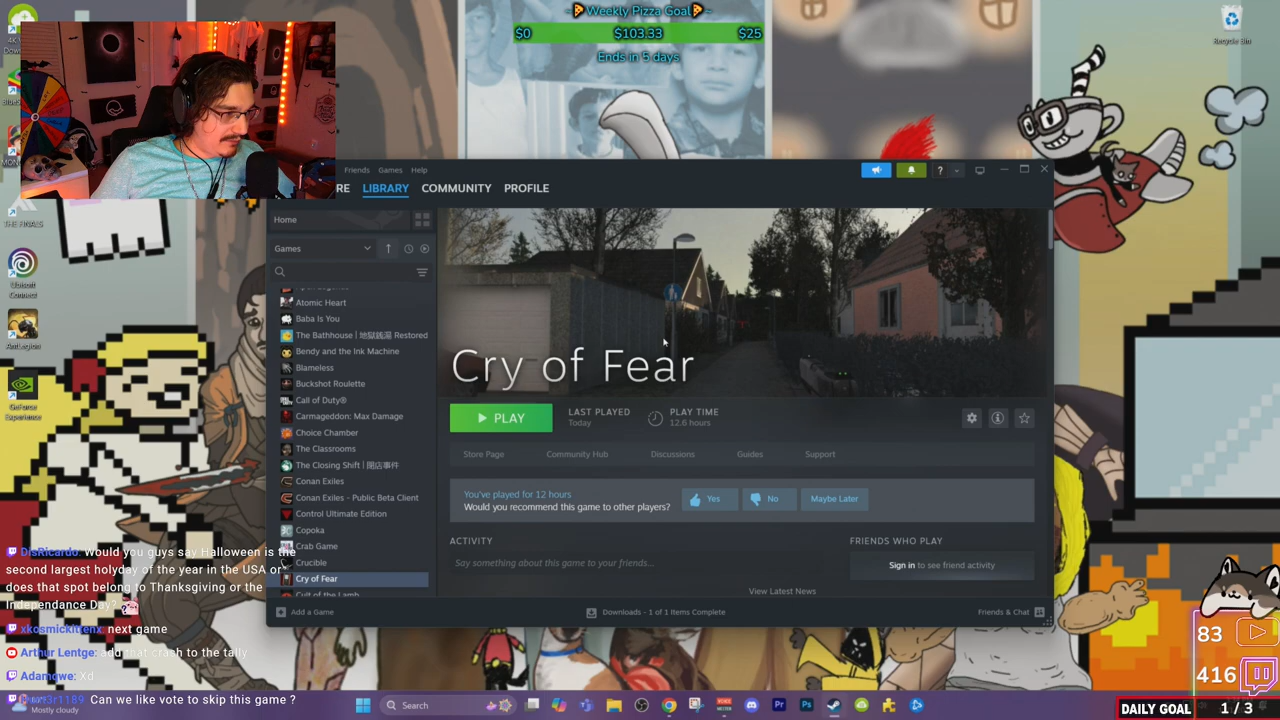 ~🍕Weekly Pizza Goal🍕~
$0 $103.33 $25
Ends in 5 days
Recycle Bin
Friends Games Help
RE LIBRARY COMMUNITY PROFILE
THE FINALS
Ubisoft
Connect
GeForce
Experience
Home
Games
Atomic Heart
Baba Is You
The Bathhouse | 地獄銭湯 Restored
Bendy and the Ink Machine
Blameless
Buckshot Roulette
Call of Duty®
Carmageddon: Max Damage
Choice Chamber
The Classrooms
The Closing Shift | 閉店事件
Conan Exiles
Conan Exiles - Public Beta Client
Control Ultimate Edition
Copoka
Crab Game
Crucible
Cry of Fear
Cult of the Lamb
Cry of Fear
PLAY
LAST PLAYED
Today
PLAY TIME
12.6 hours
Store Page Community Hub Discussions Guides Support
You've played for 12 hours
Would you recommend this game to other players?
Yes No Maybe Later
ACTIVITY
Say something about this game to your friends...
FRIENDS WHO PLAY
Sign in to see friend activity
View Latest News
Add a Game
Downloads - 1 of 1 Items Complete
Friends & Chat
DisRicardo: Would you guys say Halloween is the
second largest holyday of the year in the USA or
does that spot belong to Thanksgiving or the
Independance Day?
xkosmickitrenx: next game
Arthur Lentge: add that crash to the tally
Adamqwe: Xd
Can we like vote to skip this game ?
Mostly cloudy
Search
83
416
DAILY GOAL 1 / 3